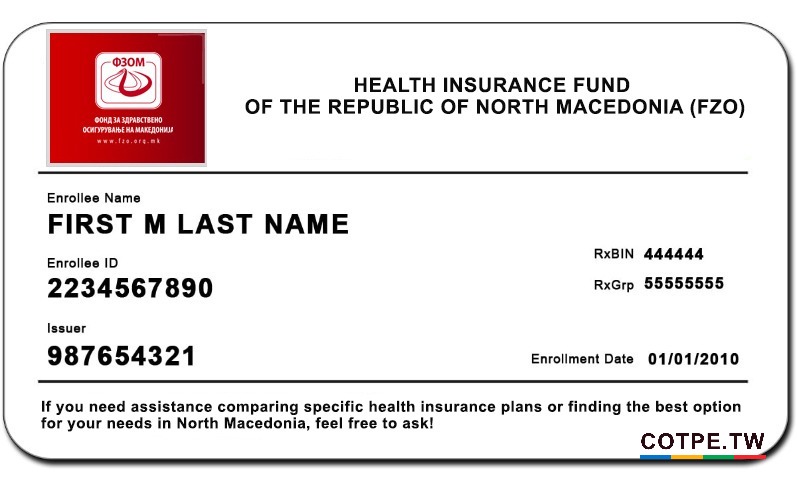 ФЗОМ
ФОНД ЗА ЗДРАВСТВЕНО
ОСИГУРУВАЊЕ НА МАКЕДОНИЈА
www.fzo.org.mk
HEALTH INSURANCE FUND
OF THE REPUBLIC OF NORTH MACEDONIA (FZO)
Enrollee Name
FIRST M LAST NAME
Enrollee ID
2234567890
RxBIN 444444
RxGrp 55555555
Issuer
987654321
Enrollment Date 01/01/2010
If you need assistance comparing specific health insurance plans or finding the best option
for your needs in North Macedonia, feel free to ask!
COTPE.TW